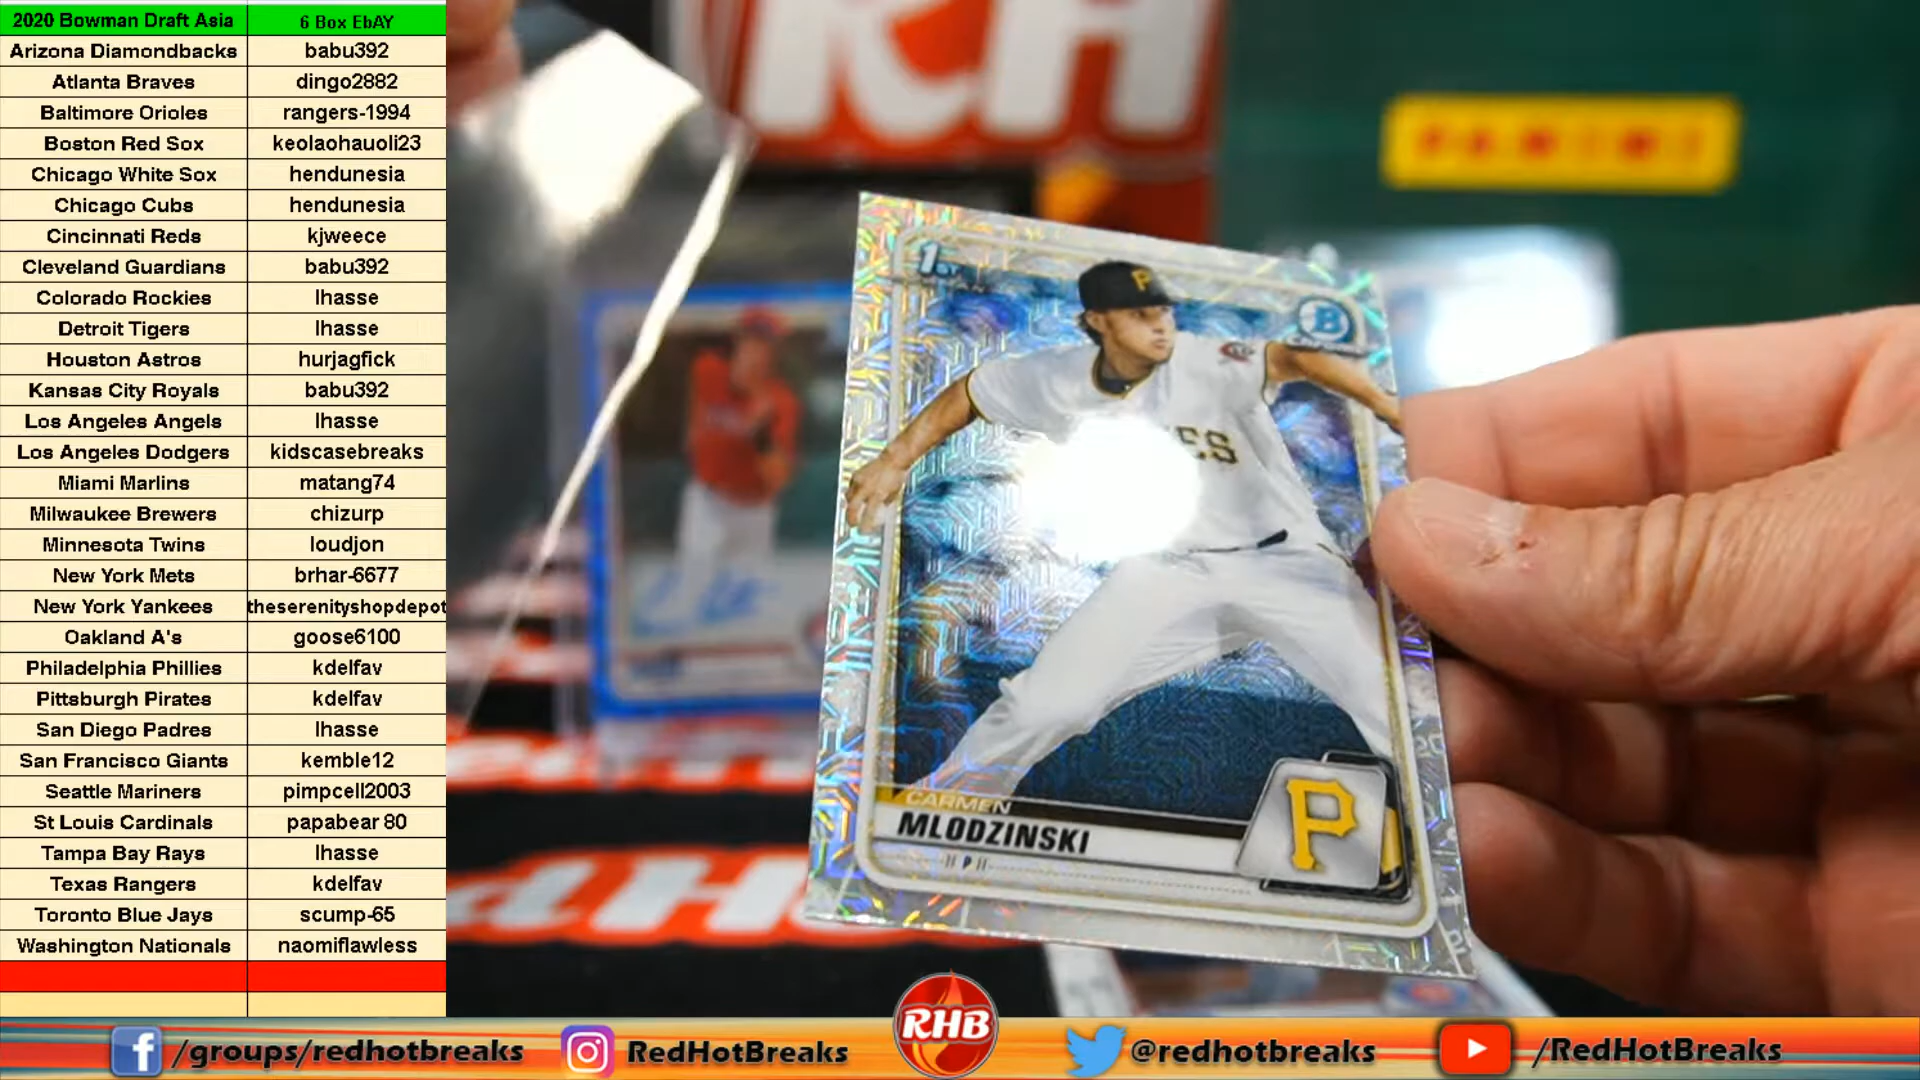 2020 Bowman Draft Asia 6 Box EbAY
Arizona Diamondbacks babu392
Atlanta Braves dingo2882
Baltimore Orioles rangers-1994
Boston Red Sox keolaohauoli23
Chicago White Sox hendunesia
Chicago Cubs hendunesia
Cincinnati Reds kjweece
Cleveland Guardians babu392
Colorado Rockies lhasse
Detroit Tigers lhasse
Houston Astros hurjagfick
Kansas City Royals babu392
Los Angeles Angels lhasse
Los Angeles Dodgers kidscasebreaks
Miami Marlins matang74
Milwaukee Brewers chizurp
Minnesota Twins loudjon
New York Mets brhar-6677
New York Yankees theserenityshopdepot
Oakland A's goose6100
Philadelphia Phillies kdelfav
Pittsburgh Pirates kdelfav
San Diego Padres lhasse
San Francisco Giants kemble12
Seattle Mariners pimpcell2003
St Louis Cardinals papabear 80
Tampa Bay Rays lhasse
Texas Rangers kdelfav
Toronto Blue Jays scump-65
Washington Nationals naomiflawless
RH
PANINI
1st
B
P
CARMEN
MLODZINSKI
P
P
/groups/redhotbreaks
RedHotBreaks
RHB
@redhotbreaks
/RedHotBreaks